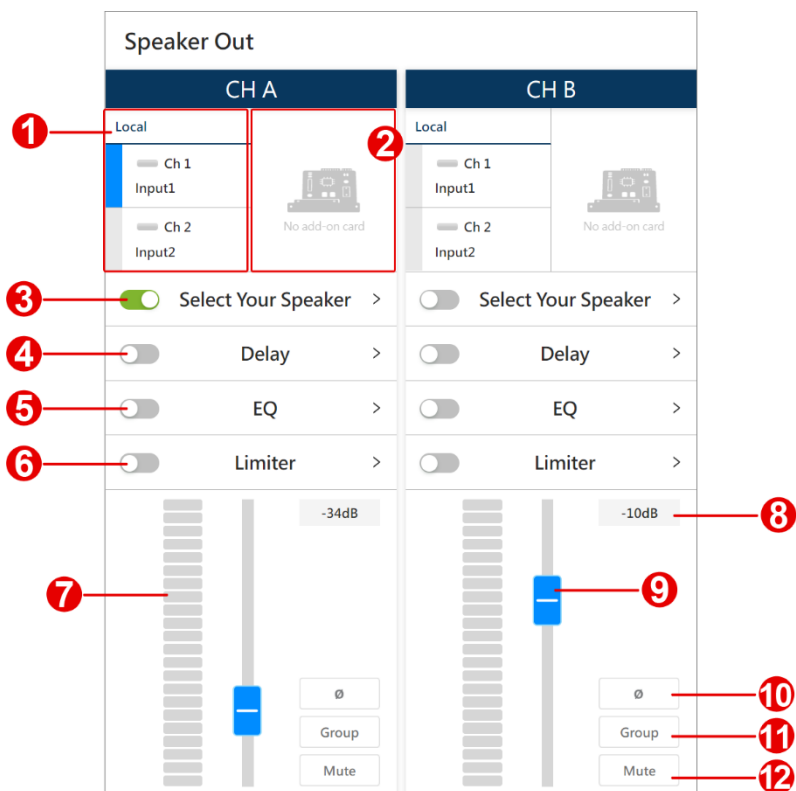 Speaker Out
CH A
CH B
1
Local
2
Local
Ch 1
Input1
Ch 1
Input1
Ch 2
Input2
No add-on card
Ch 2
Input2
No add-on card
3
Select Your Speaker >
Select Your Speaker >
4
Delay >
Delay >
5
EQ >
EQ >
6
Limiter >
Limiter >
-34dB
-10dB
8
7
9
ø
ø
10
Group
Group
11
Mute
Mute
12